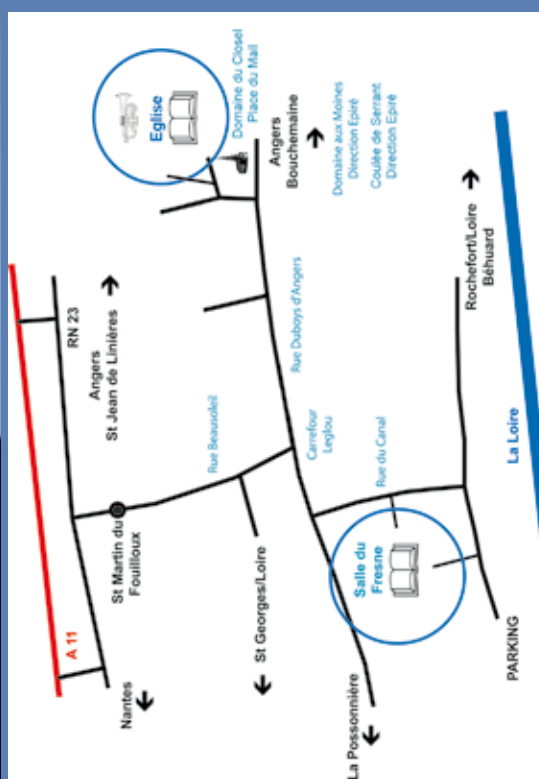 A 11
Nantes
RN 23
Angers
St Jean de Linières
St Martin du
Fouilloux
St Georges/Loire
Rue Beausoleil
Eglise
Domaine du Closel
Place du Mail
Angers
Bouchemaine
Domaine aux Moines
Direction Epiré
Coulée de Serrant
Direction Epiré
Rue Duboys d'Angers
Carrefour
Leglou
Rue du Canal
La Possonnière
Salle du
Fresne
Rochefort/Loire
Béhuard
PARKING
La Loire